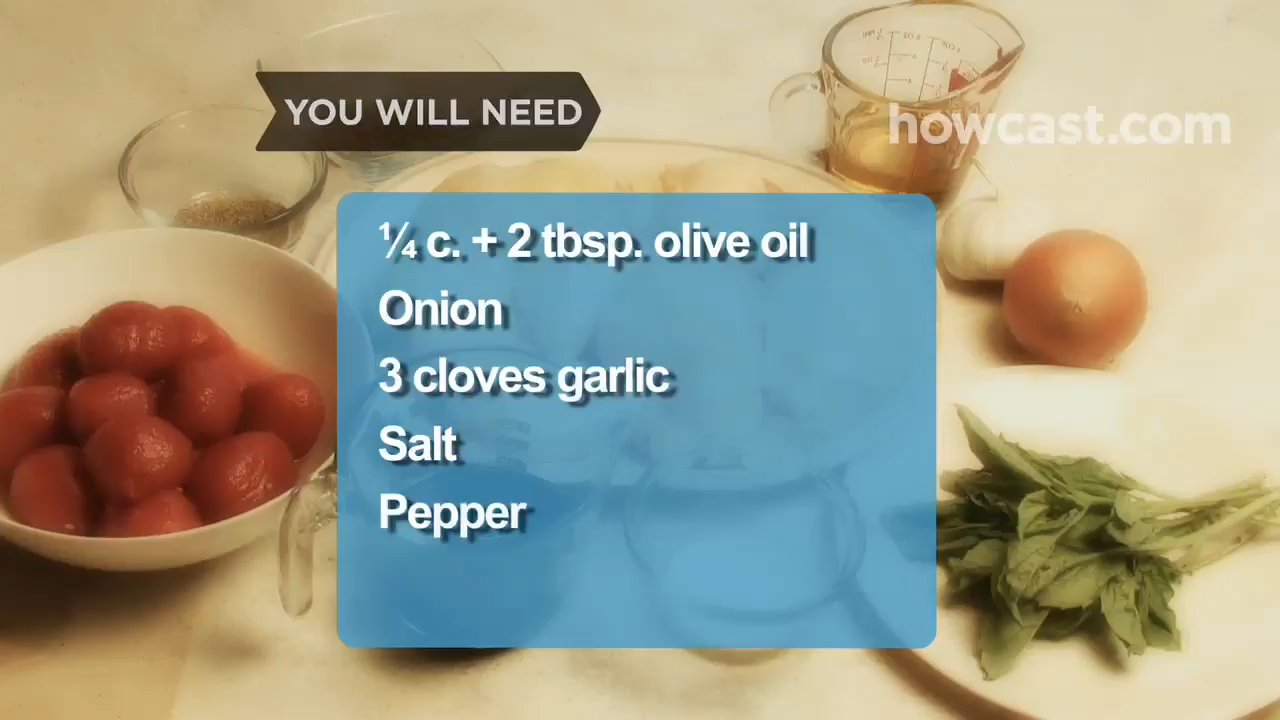 YOU WILL NEED
howcast.com
¼ c. + 2 tbsp. olive oil
Onion
3 cloves garlic
Salt
Pepper